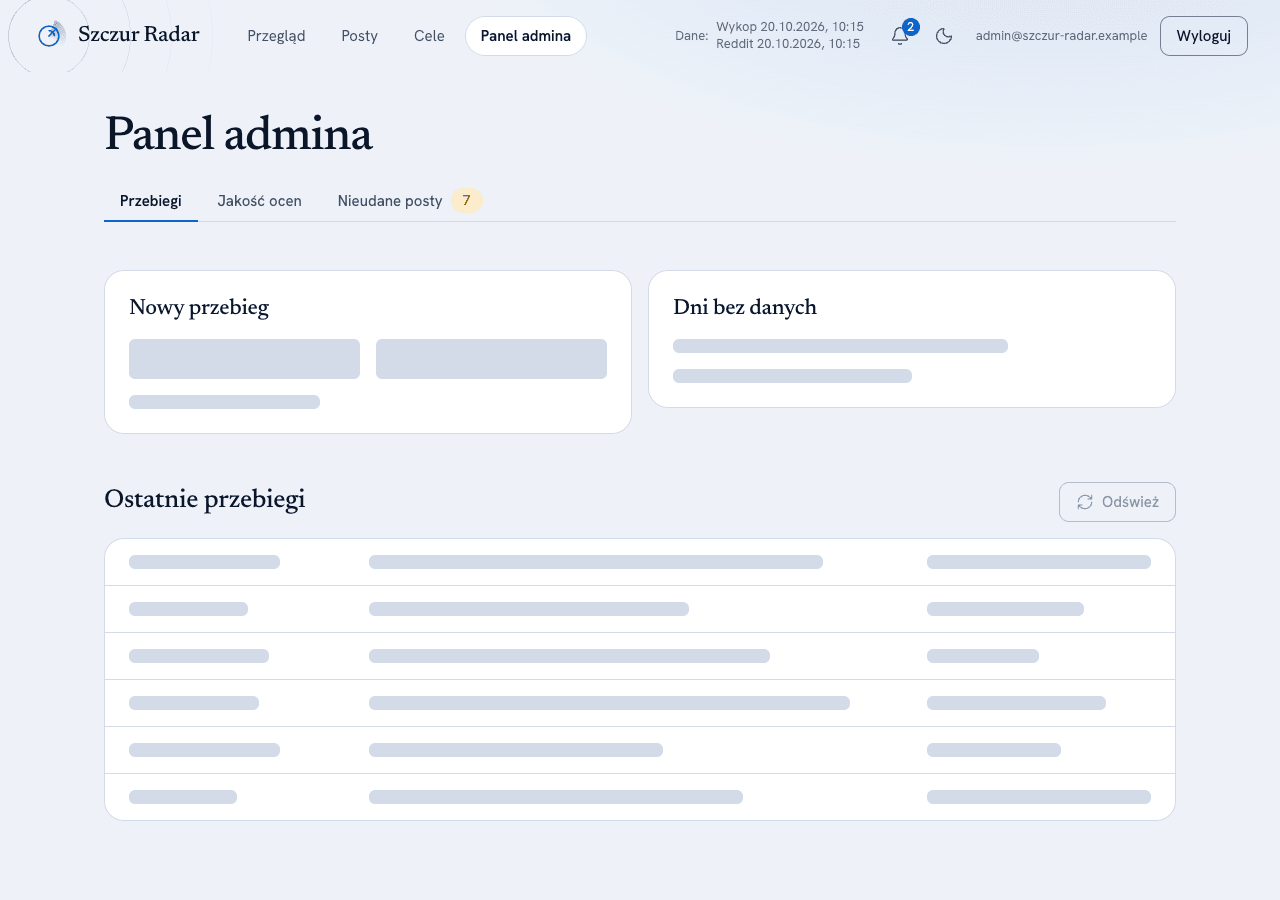 Szczur Radar
Przegląd
Posty
Cele
Panel admina
Dane:
Wykop 20.10.2026, 10:15
Reddit 20.10.2026, 10:15
2
admin@szczur-radar.example
Wyloguj
Panel admina
Przebiegi
Jakość ocen
Nieudane posty 7
Nowy przebieg
Dni bez danych
Ostatnie przebiegi
Odśwież